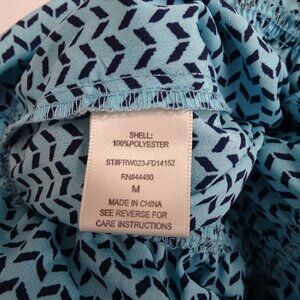 SHELL:
100%POLYESTER
ST#FRW023-FD14152
RN#44490
M
MADE IN CHINA
SEE REVERSE FOR
CARE INSTRUCTIONS